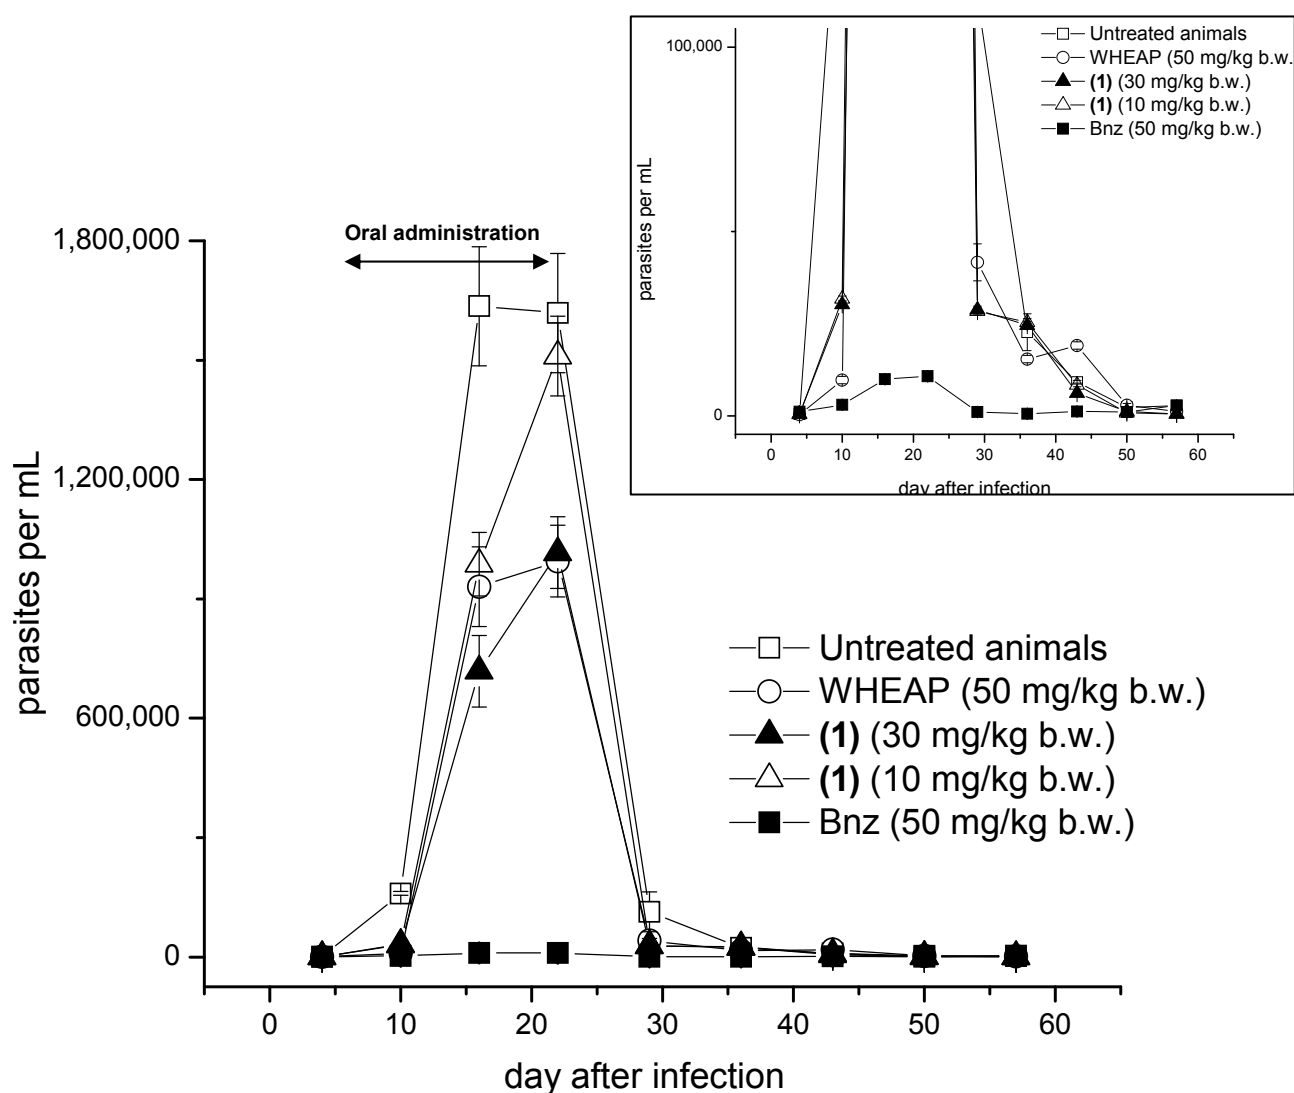 100,000
0
parasites per mL
0
10
20
30
40
50
60
day after infection
Untreated animals
WHEAP (50 mg/kg b.w.
(1) (30 mg/kg b.w.)
(1) (10 mg/kg b.w.)
Bnz (50 mg/kg b.w.)
Oral administration
1,800,000
1,200,000
600,000
0
parasites per mL
Untreated animals
WHEAP (50 mg/kg b.w.)
(1) (30 mg/kg b.w.)
(1) (10 mg/kg b.w.)
Bnz (50 mg/kg b.w.)
0
10
20
30
40
50
60
day after infection